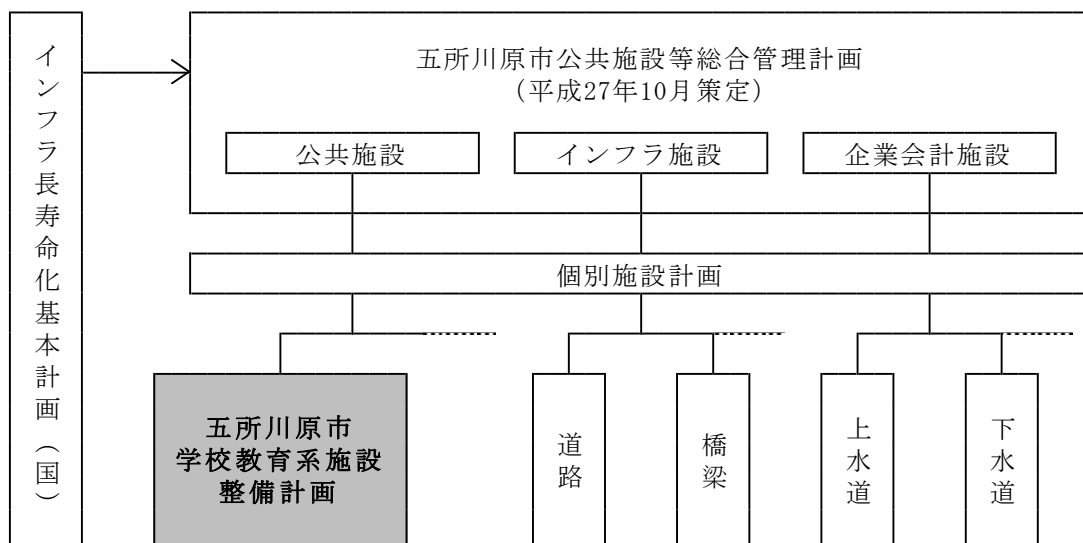 インフラ長寿命化基本計画（国）
五所川原市公共施設等総合管理計画
（平成27年10月策定）
公共施設
インフラ施設
企業会計施設
個別施設計画
五所川原市
学校教育系施設
整備計画
道路
橋梁
上水道
下水道